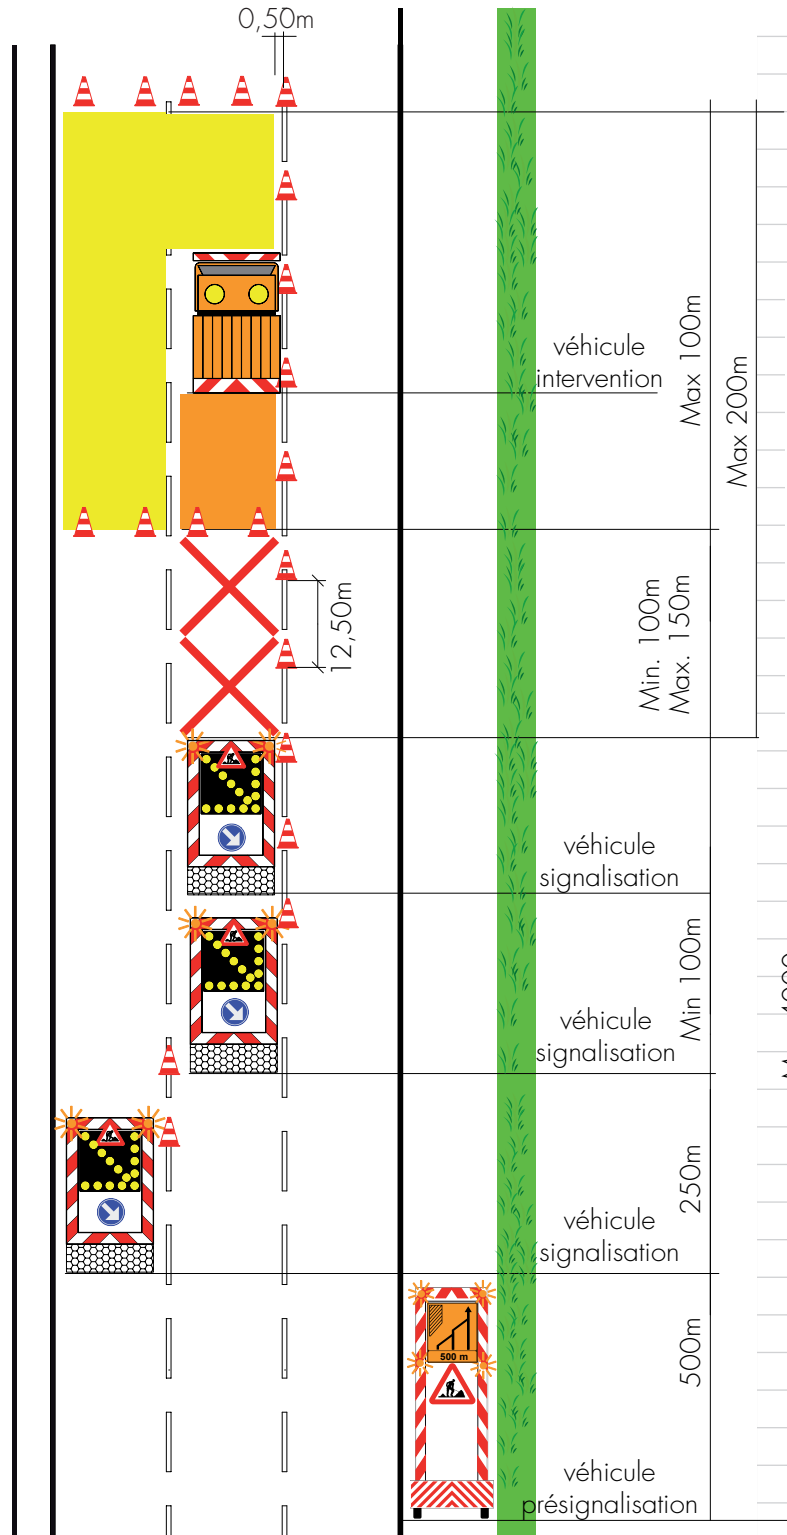 0,50m
véhicule
intervention
Max 100m
Max 200m
12,50m
Min. 100m
Max. 150m
véhicule
signalisation
Min 100m
véhicule
signalisation
250m
véhicule
signalisation
500m
500 m
véhicule
présignalisation